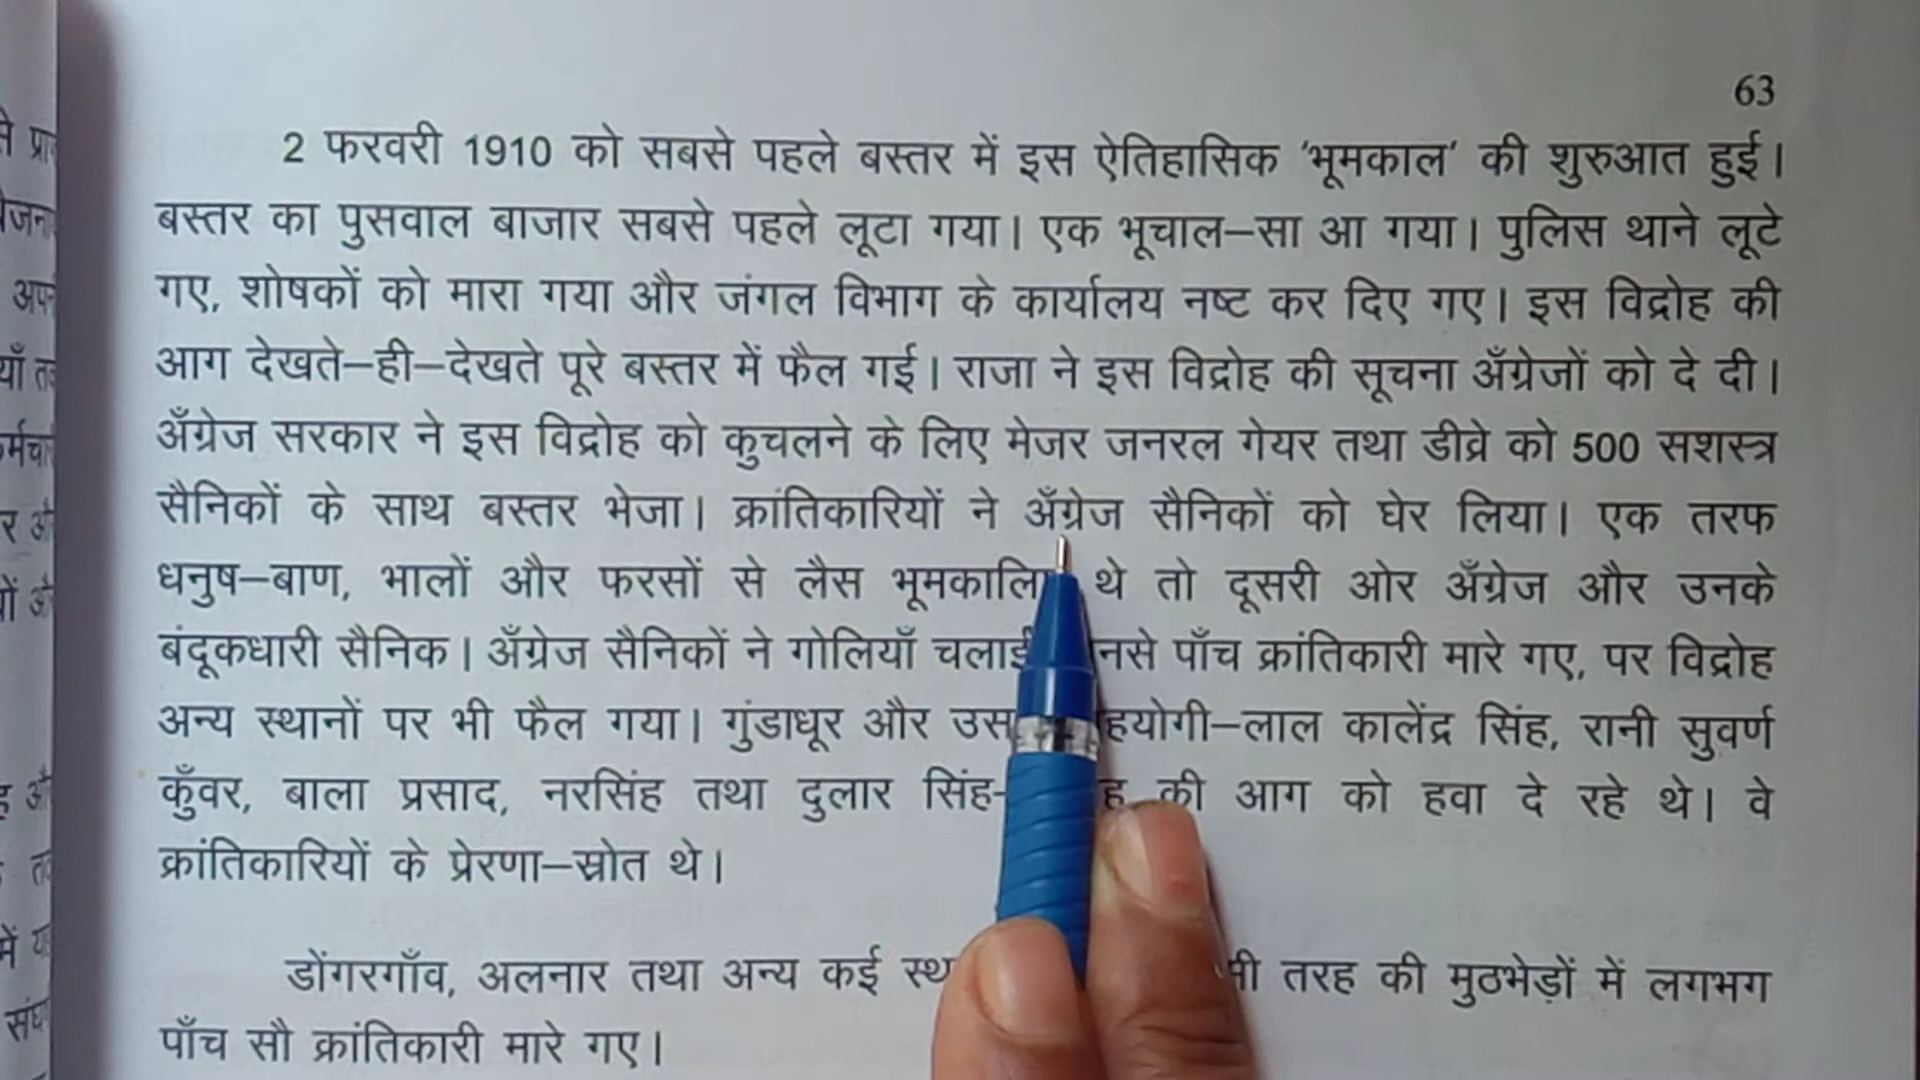 63
2 फरवरी 1910 को सबसे पहले बस्तर में इस ऐतिहासिक 'भूमकाल' की शुरुआत हुई।
बस्तर का पुसवाल बाजार सबसे पहले लूटा गया। एक भूचाल–सा आ गया। पुलिस थाने लूटे
गए, शोषकों को मारा गया और जंगल विभाग के कार्यालय नष्ट कर दिए गए। इस विद्रोह की
आग देखते–ही–देखते पूरे बस्तर में फैल गई। राजा ने इस विद्रोह की सूचना अँग्रेजों को दे दी।
अँग्रेज सरकार ने इस विद्रोह को कुचलने के लिए मेजर जनरल गेयर तथा डीव्रे को 500 सशस्त्र
सैनिकों के साथ बस्तर भेजा। क्रांतिकारियों ने अँग्रेज सैनिकों को घेर लिया। एक तरफ
धनुष–बाण, भालों और फरसों से लैस थे तो दूसरी ओर अँग्रेज और उनके
बंदूकधारी सैनिक। अँग्रेज सैनिकों ने गोलियाँ पाँच क्रांतिकारी मारे गए, पर विद्रोह
अन्य स्थानों पर भी फैल गया। गुंडाधूर और लाल कालेंद्र सिंह, रानी सुवर्ण
कुँवर, बाला प्रसाद, नरसिंह तथा दुलार सिंह- की आग को हवा दे रहे थे। वे
क्रांतिकारियों के प्रेरणा–स्रोत थे।
डोंगरगाँव, अलनार तथा अन्य कई तरह की मुठभेड़ों में लगभग
पाँच सौ क्रांतिकारी मारे गए।